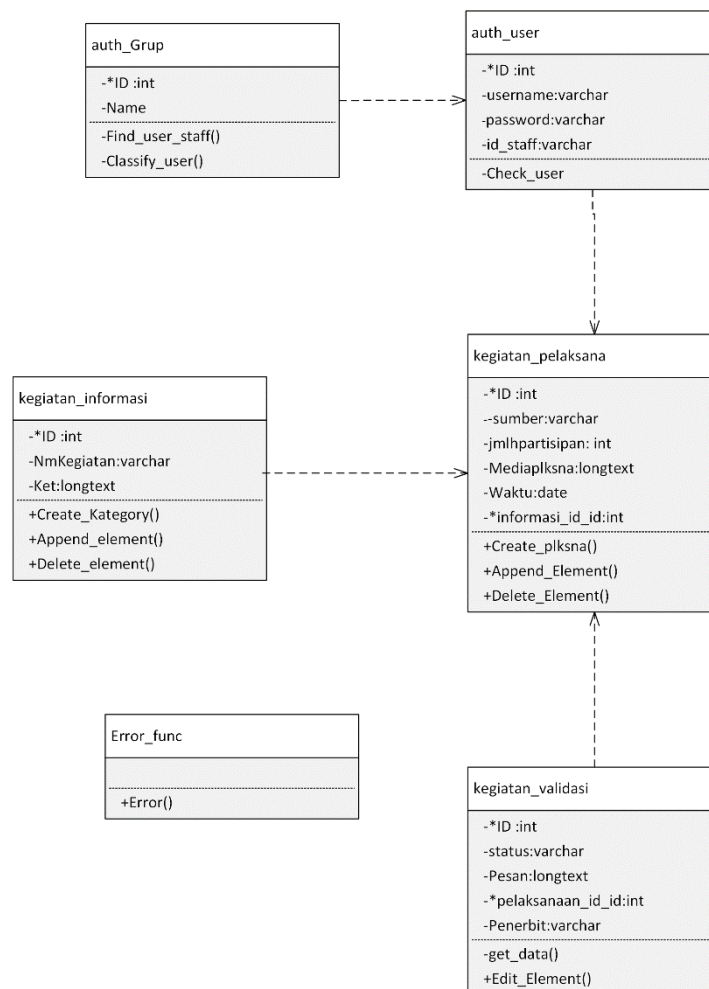 auth_Grup
-*ID :int
-Name
-Find_user_staff()
-Classify_user()
auth_user
-*ID :int
-username:varchar
-password:varchar
-id_staff:varchar
-Check_user
kegiatan_informasi
-*ID :int
-NmKegiatan:varchar
-Ket:longtext
+Create_Kategory()
+Append_element()
+Delete_element()
kegiatan_pelaksana
-*ID :int
--sumber:varchar
-jmlhpartisipan: int
-Mediaplksna:longtext
-Waktu:date
-*informasi_id_id:int
+Create_plksna()
+Append_Element()
+Delete_Element()
Error_func
+Error()
kegiatan_validasi
-*ID :int
-status:varchar
-Pesan:longtext
-*pelaksanaan_id_id:int
-Penerbit:varchar
-get_data()
+Edit_Element()